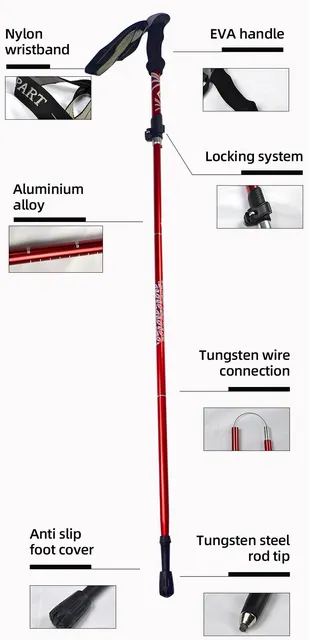 Nylon
wristband
EVA handle
PART
Locking system
Aluminium
alloy
Tungsten wire
connection
Anti slip
foot cover
Tungsten steel
rod tip